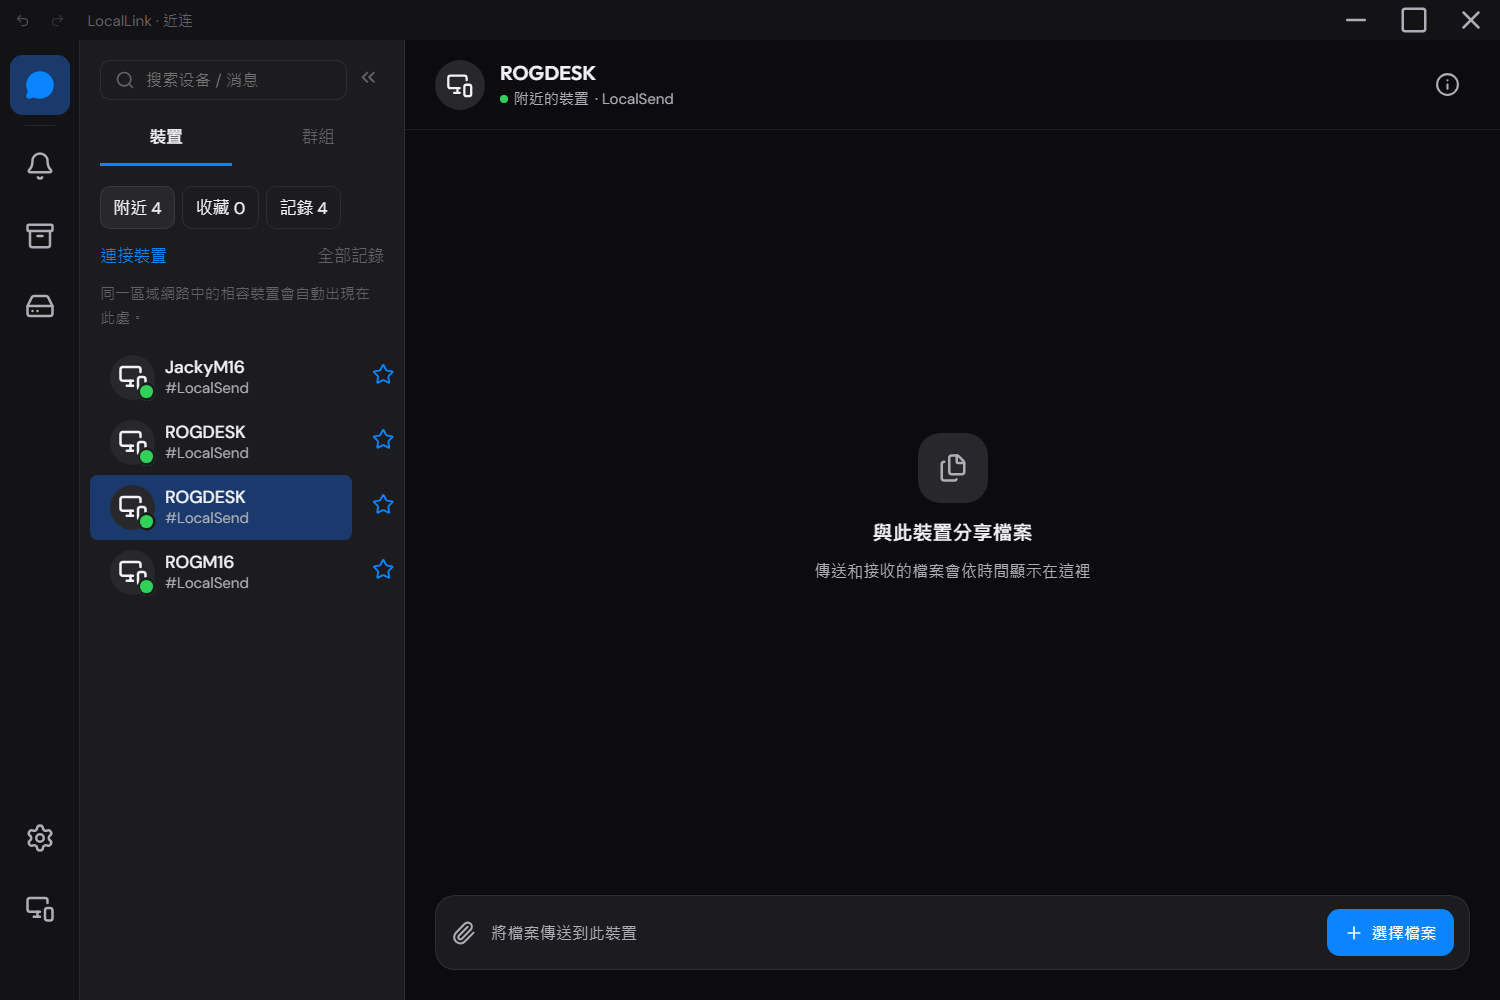 LocalLink · 近连
搜索设备 / 消息
裝置
群組
附近 4
收藏 0
記錄 4
連接裝置
全部記錄
同一區域網路中的相容裝置會自動出現在
此處。
JackyM16
#LocalSend
ROGDESK
#LocalSend
ROGDESK
#LocalSend
ROGM16
#LocalSend
ROGDESK
附近的裝置 · LocalSend
與此裝置分享檔案
傳送和接收的檔案會依時間顯示在這裡
將檔案傳送到此裝置
選擇檔案